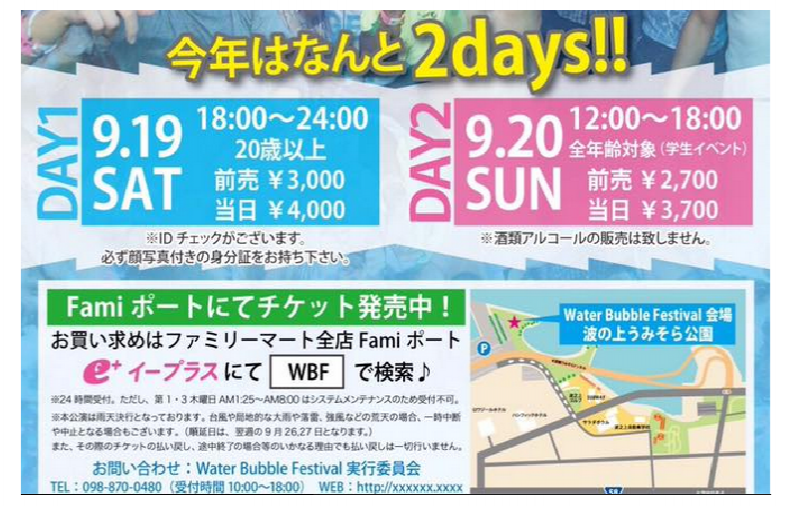 今年はなんと2days!!
DAY1
9.19
SAT
18:00〜24:00
20歳以上
前売 ¥3,000
当日 ¥4,000
※IDチェックがございます。
必ず顔写真付きの身分証をお持ち下さい。
DAY2
9.20
SUN
12:00〜18:00
全年齢対象(学生イベント)
前売 ¥2,700
当日 ¥3,700
※酒類アルコールの販売は致しません。
Famiポートにてチケット発売中!
お買い求めはファミリーマート全店Famiポート
e+イープラスにて WBF で検索♪
※24時間受付。ただし、第1・3木曜日AM1:25〜AM8:00はシステムメンテナンスのため受付不可。
※本公演は雨天決行となっております。台風や局地的な大雨や落雷、強風などの荒天の場合、一時中断
や中止となる場合もございます。(順延日は、翌週の9月26,27日となります。)
また、その際のチケットの払い戻し、途中終了の場合等のいかなる理由でも払い戻しは一切行いません。
お問い合わせ:Water Bubble Festival 実行委員会
TEL:098-870-0480(受付時間10:00〜18:00) WEB:http://xxxxxx.xxxx
Water Bubble Festival 会場
波の上うみそら公園
P
58